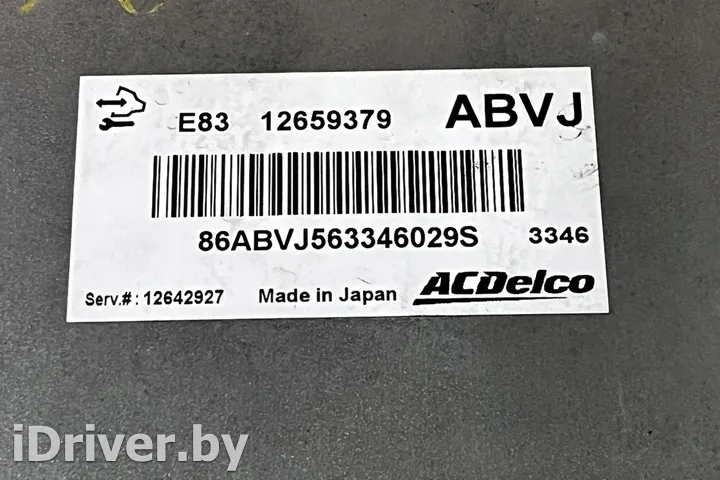 E83 12659379 ABVJ
86ABVJ563346029S 3346
Serv.#: 12642927 Made in Japan ACDelco
iDriver.by